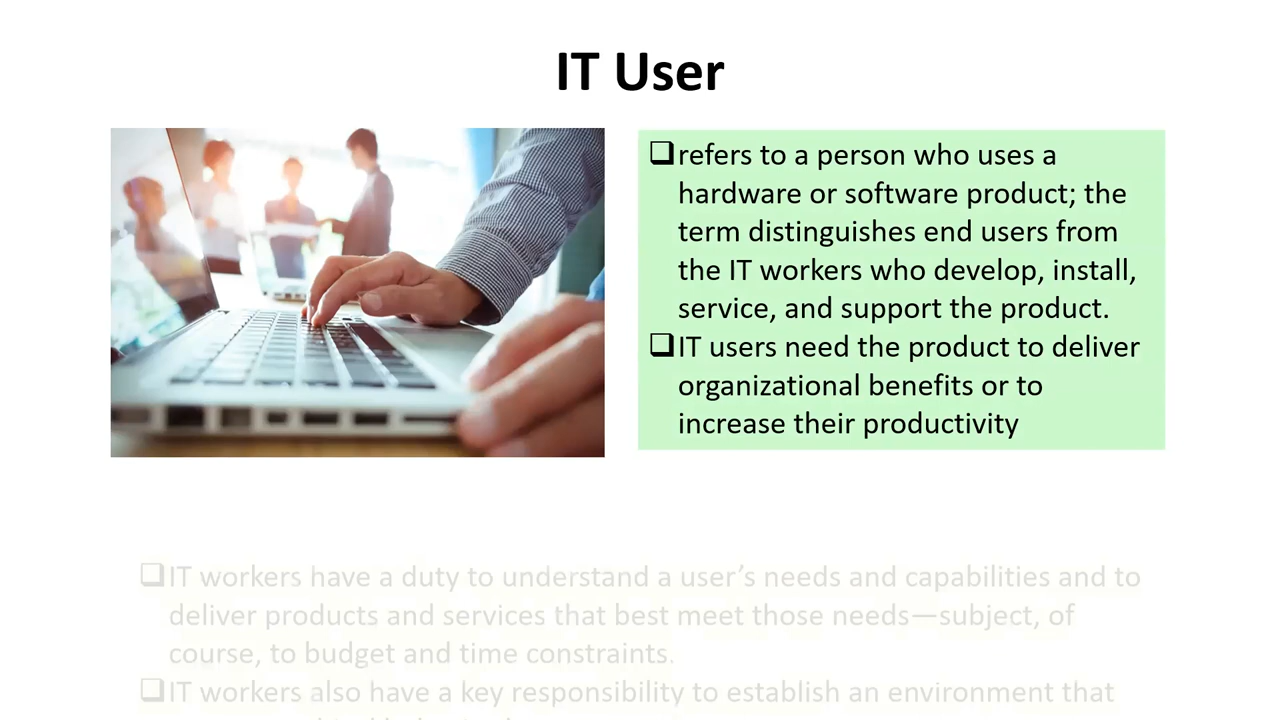 IT User
❑refers to a person who uses a
hardware or software product; the
term distinguishes end users from
the IT workers who develop, install,
service, and support the product.
❑IT users need the product to deliver
organizational benefits or to
increase their productivity
❑IT workers have a duty to understand a user’s needs and capabilities and to
deliver products and services that best meet those needs—subject, of
course, to budget and time constraints.
❑IT workers also have a key responsibility to establish an environment that